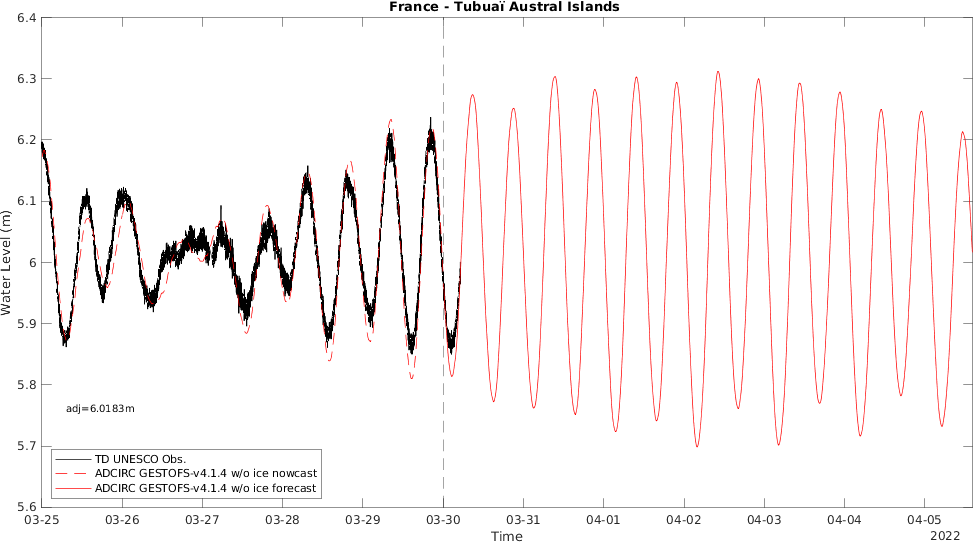 France - Tubuaï Austral Islands
6.4
6.3
6.2
6.1
6
5.9
5.8
5.7
5.6
Water Level (m)
adj=6.0183m
TD UNESCO Obs.
ADCIRC GESTOFS-v4.1.4 w/o ice nowcast
ADCIRC GESTOFS-v4.1.4 w/o ice forecast
03-25 03-26 03-27 03-28 03-29 03-30 03-31 04-01 04-02 04-03 04-04 04-05
Time
2022